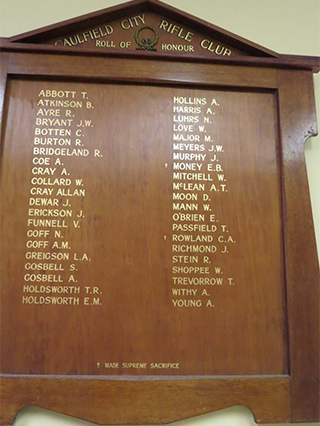 CAULFIELD CITY RIFLE CLUB
ROLL OF HONOUR
ABBOTT T.
ATKINSON B.
AYRE R.
BRYANT J.W.
BOTTEN C.
BURTON R.
BRIDGELAND R.
COE A.
CRAY A.
COLLARD W.
CRAY ALLAN
DEWAR J.
ERICKSON J.
FUNNELL V.
GOFF N.
GOFF A.M.
GREIGSON L.A.
GOSBELL S.
GOSBELL A.
HOLDSWORTH T.R.
HOLDSWORTH E.M.
HOLLINS A.
HARRIS A.
LUHRS N.
LOVE W.
MAJOR M.
MEYERS J.W.
MURPHY J.
† MONEY E.B.
MITCHELL W.
McLEAN A.T.
MOON D.
MANN W.
O'BRIEN E.
PASSFIELD T.
† ROWLAND C.A.
RICHMOND J.
STEIN R.
SHOPPEE W.
TREVORROW T.
WITHY A.
YOUNG A.
† MADE SUPREME SACRIFICE